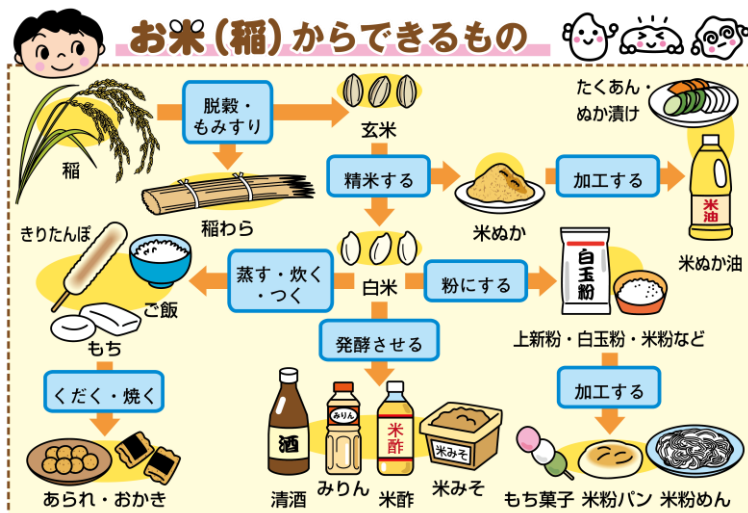 お米(稲)からできるもの
稲
脱穀・
もみすり
玄米
稲わら
精米する
米ぬか
加工する
たくあん・
ぬか漬け
米油
米ぬか油
白米
蒸す・炊く
・つく
きりたんぽ
ご飯
もち
くだく・焼く
あられ・おかき
発酵させる
酒
清酒
みりん
みりん
米酢
米酢
米みそ
米みそ
粉にする
白玉粉
上新粉・白玉粉・米粉など
加工する
もち菓子
米粉パン
米粉めん